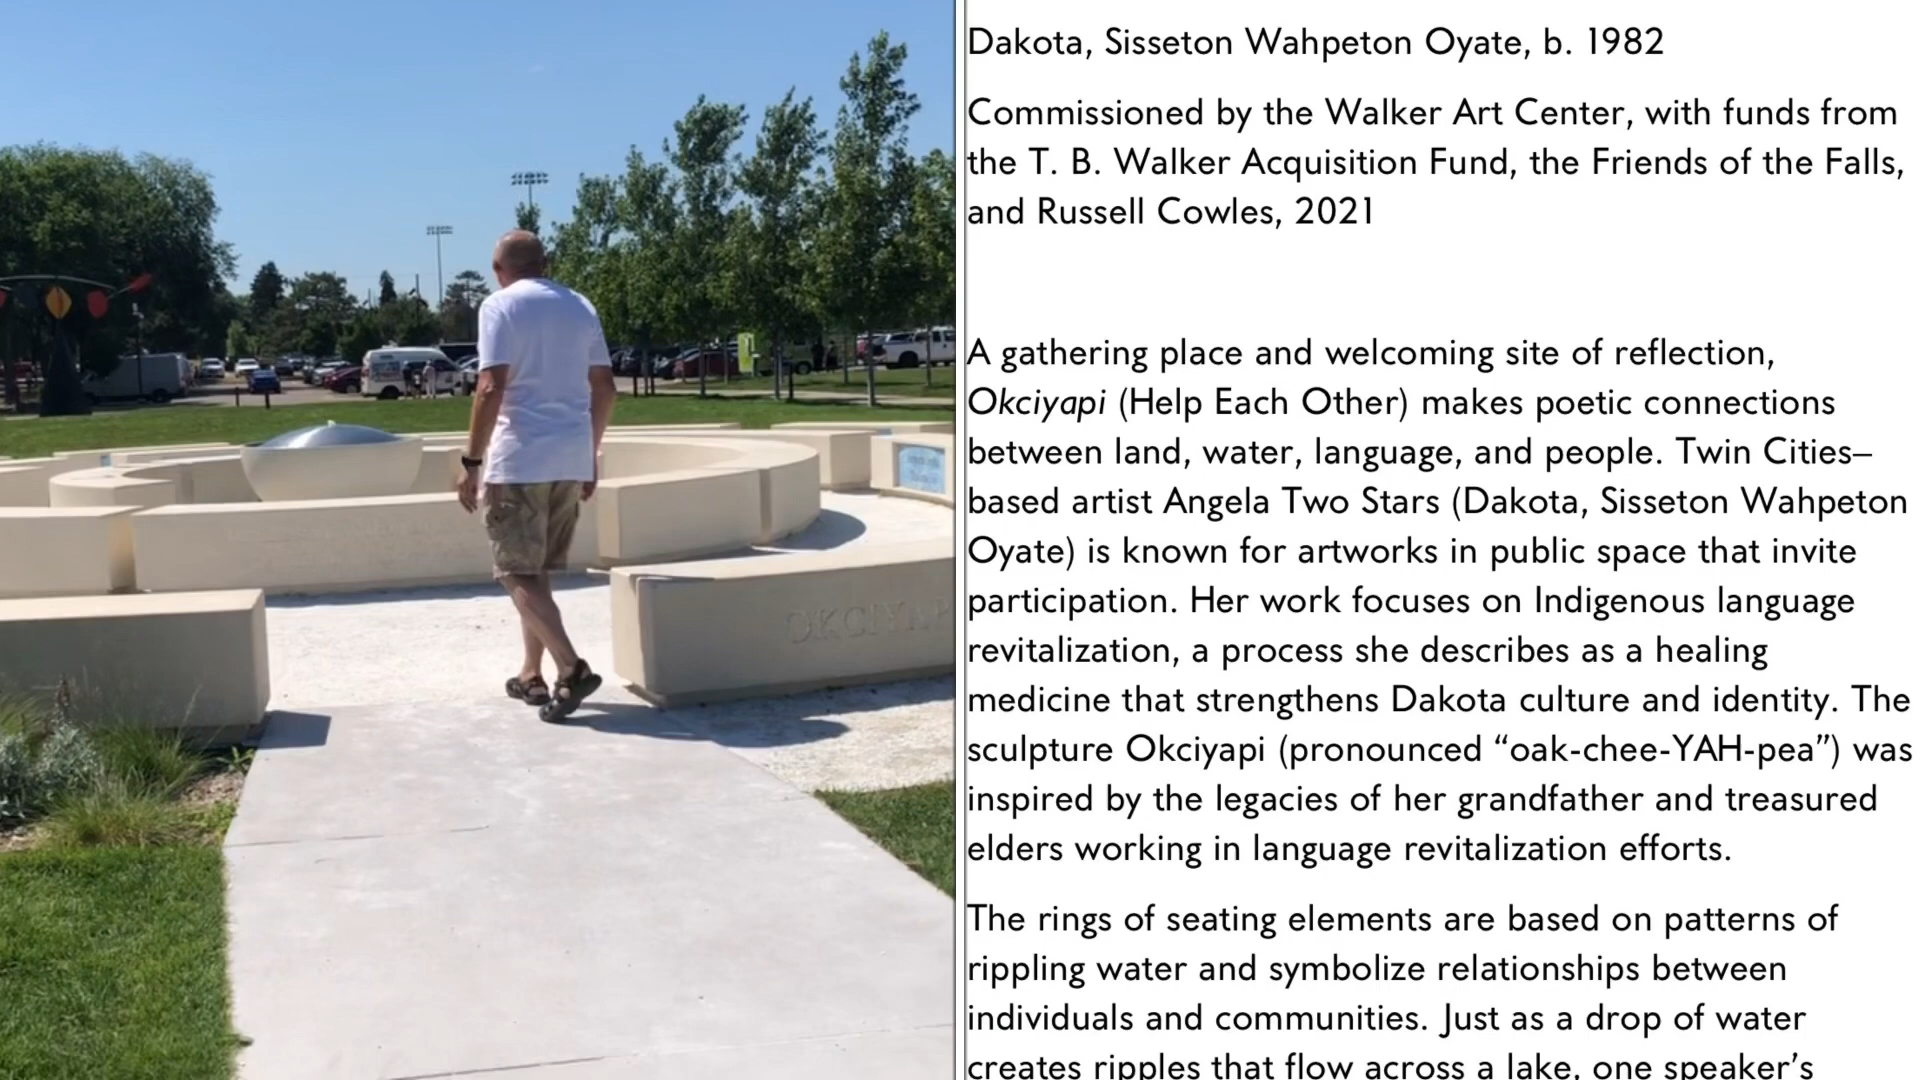 OKCIYAP
Dakota, Sisseton Wahpeton Oyate, b. 1982
Commissioned by the Walker Art Center, with funds from
the T. B. Walker Acquisition Fund, the Friends of the Falls,
and Russell Cowles, 2021
A gathering place and welcoming site of reflection,
Okciyapi (Help Each Other) makes poetic connections
between land, water, language, and people. Twin Cities–
based artist Angela Two Stars (Dakota, Sisseton Wahpeton
Oyate) is known for artworks in public space that invite
participation. Her work focuses on Indigenous language
revitalization, a process she describes as a healing
medicine that strengthens Dakota culture and identity. The
sculpture Okciyapi (pronounced “oak-chee-YAH-pea”) was
inspired by the legacies of her grandfather and treasured
elders working in language revitalization efforts.
The rings of seating elements are based on patterns of
rippling water and symbolize relationships between
individuals and communities. Just as a drop of water
creates ripples that flow across a lake, one speaker’s